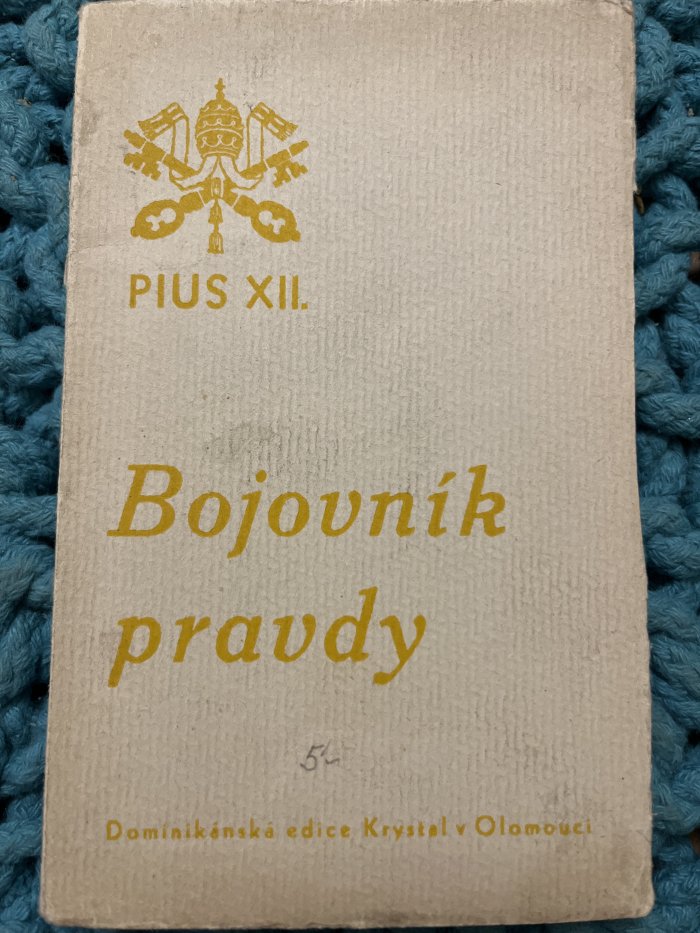 PIUS XII.
Bojovník
pravdy
5'-
Dominikánská edice Krystal v Olomouci